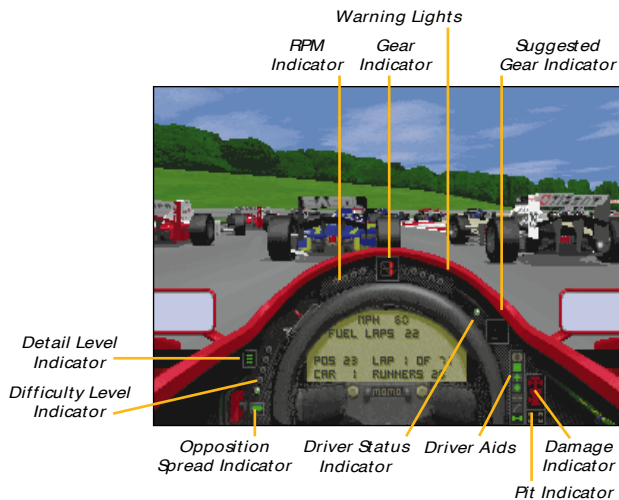 Warning Lights
RPM
Indicator
Gear
Indicator
Suggested
Gear Indicator
MPH 60
FUEL LAPS 22
POS 23 LAP 1 OF 7
CAR 1 RUNNERS
momo
Detail Level
Indicator
Difficulty Level
Indicator
Opposition
Spread Indicator
Driver Status
Indicator
Driver Aids
Damage
Indicator
Pit Indicator